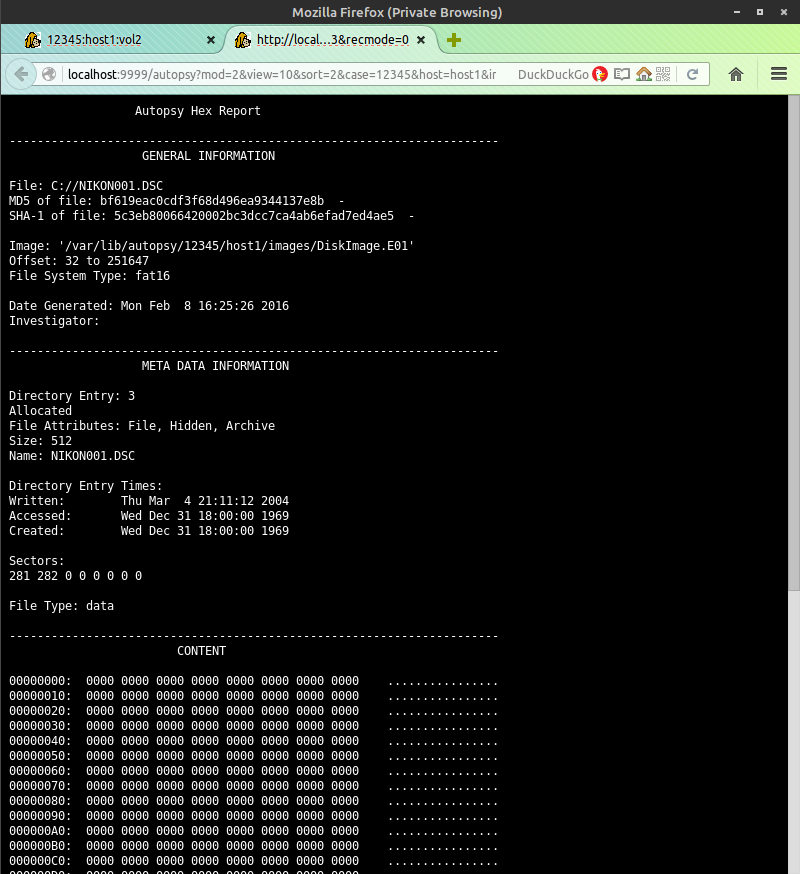 Mozilla Firefox (Private Browsing)
12345:host1:vol2
http://local...3&recmode=0
localhost:9999/autopsy?mod=2&view=10&sort=2&case=12345&host=host1&ir
DuckDuckGo
Autopsy Hex Report
----------------------------------------------------------------------
GENERAL INFORMATION
File: C://NIKON001.DSC
MD5 of file: bf619eac0cdf3f68d496ea9344137e8b  -
SHA-1 of file: 5c3eb80066420002bc3dcc7ca4ab6efad7ed4ae5  -
Image: '/var/lib/autopsy/12345/host1/images/DiskImage.E01'
Offset: 32 to 251647
File System Type: fat16
Date Generated: Mon Feb  8 16:25:26 2016
Investigator:
----------------------------------------------------------------------
META DATA INFORMATION
Directory Entry: 3
Allocated
File Attributes: File, Hidden, Archive
Size: 512
Name: NIKON001.DSC
Directory Entry Times:
Written:        Thu Mar  4 21:11:12 2004
Accessed:       Wed Dec 31 18:00:00 1969
Created:        Wed Dec 31 18:00:00 1969
Sectors:
281 282 0 0 0 0 0 0
File Type: data
----------------------------------------------------------------------
CONTENT
00000000:  0000 0000 0000 0000 0000 0000 0000 0000    ................
00000010:  0000 0000 0000 0000 0000 0000 0000 0000    ................
00000020:  0000 0000 0000 0000 0000 0000 0000 0000    ................
00000030:  0000 0000 0000 0000 0000 0000 0000 0000    ................
00000040:  0000 0000 0000 0000 0000 0000 0000 0000    ................
00000050:  0000 0000 0000 0000 0000 0000 0000 0000    ................
00000060:  0000 0000 0000 0000 0000 0000 0000 0000    ................
00000070:  0000 0000 0000 0000 0000 0000 0000 0000    ................
00000080:  0000 0000 0000 0000 0000 0000 0000 0000    ................
00000090:  0000 0000 0000 0000 0000 0000 0000 0000    ................
000000A0:  0000 0000 0000 0000 0000 0000 0000 0000    ................
000000B0:  0000 0000 0000 0000 0000 0000 0000 0000    ................
000000C0:  0000 0000 0000 0000 0000 0000 0000 0000    ................